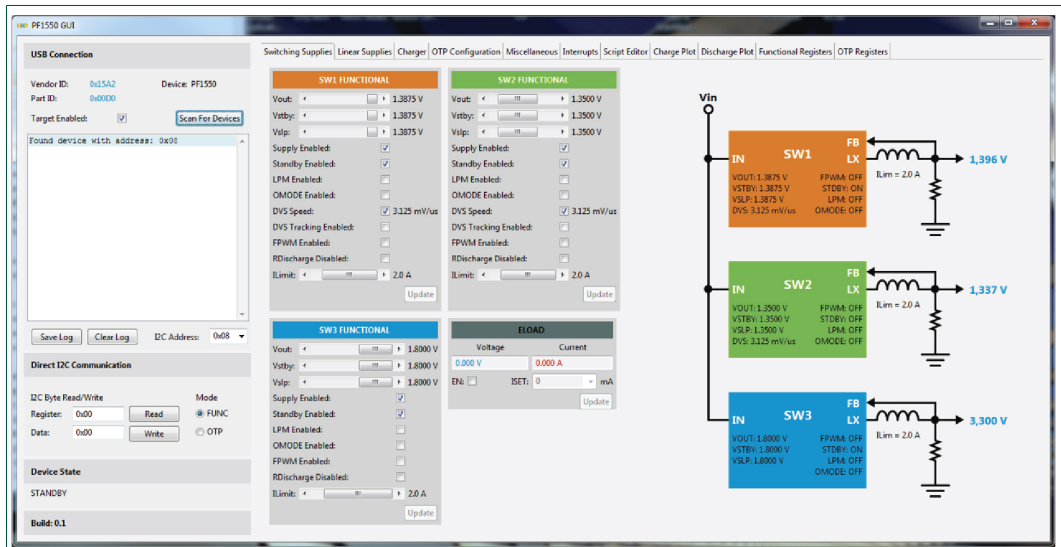 PF1550 GUI
USB Connection
Vendor ID: 0x15A2 Device: PF1550
Part ID: 0x00D0
Target Enabled: Scan For Devices
Found device with address: 0x08
Save Log Clear Log I2C Address: 0x08
Direct I2C Communication
I2C Byte Read/Write Mode
Register: 0x00 Read FUNC
Data: 0x00 Write OTP
Device State
STANDBY
Build: 0.1
Switching Supplies Linear Supplies Charger OTP Configuration Miscellaneous Interrupts Script Editor Charge Plot Discharge Plot Functional Registers OTP Registers
SW1 FUNCTIONAL
Vout: 1.3875 V
Vstby: 1.3875 V
Vslp: 1.3875 V
Supply Enabled:
Standby Enabled:
LPM Enabled:
OMODE Enabled:
DVS Speed: 3.125 mV/us
DVS Tracking Enabled:
FPWM Enabled:
RDischarge Disabled:
ILimit: 2.0 A
Update
SW2 FUNCTIONAL
Vout: 1.3500 V
Vstby: 1.3500 V
Vslp: 1.3500 V
Supply Enabled:
Standby Enabled:
LPM Enabled:
OMODE Enabled:
DVS Speed: 3.125 mV/us
DVS Tracking Enabled:
FPWM Enabled:
RDischarge Disabled:
ILimit: 2.0 A
Update
SW3 FUNCTIONAL
Vout: 1.8000 V
Vstby: 1.8000 V
Vslp: 1.8000 V
Supply Enabled:
Standby Enabled:
LPM Enabled:
OMODE Enabled:
FPWM Enabled:
RDischarge Disabled:
ILimit: 2.0 A
Update
ELOAD
Voltage Current
0.000 V 0.000 A
EN: ISET: 0 mA
Update
Vin
FB
IN SW1 LX 1,396 V
ILim = 2.0 A
VOUT: 1.3875 V FPWM: OFF
VSTBY: 1.3875 V STDBY: ON
VSLP: 1.3875 V LPM: OFF
DVS: 3.125 mV/us OMODE: OFF
FB
IN SW2 LX 1,337 V
ILim = 2.0 A
VOUT: 1.3500 V FPWM: OFF
VSTBY: 1.3500 V STDBY: ON
VSLP: 1.3500 V LPM: OFF
DVS: 3.125 mV/us OMODE: OFF
FB
IN SW3 LX 3,300 V
ILim = 2.0 A
VOUT: 1.8000 V FPWM: OFF
VSTBY: 1.8000 V STDBY: ON
VSLP: 1.8000 V LPM: OFF
OMODE: OFF